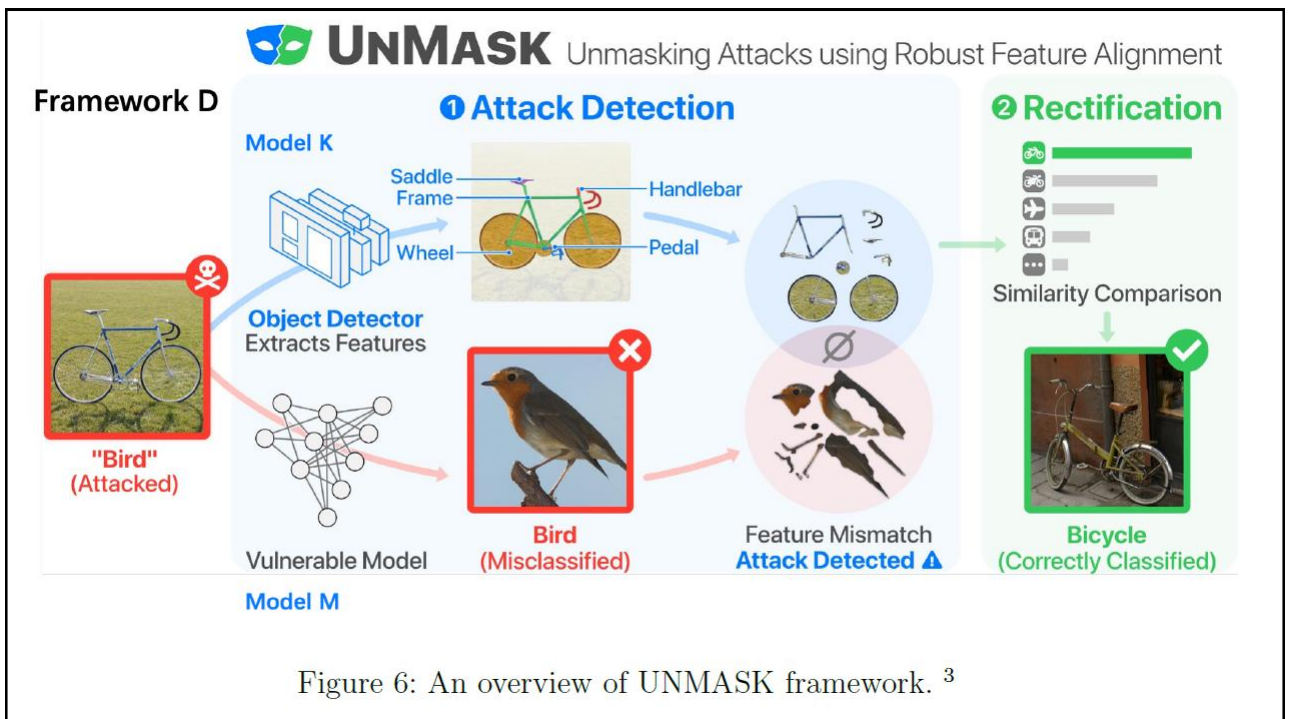 UNMASK Unmasking Attacks using Robust Feature Alignment
Framework D
❶ Attack Detection
❷ Rectification
Model K
Saddle
Frame
Wheel
Handlebar
Pedal
Object Detector
Extracts Features
Similarity Comparison
"Bird"
(Attacked)
Vulnerable Model
Bird
(Misclassified)
∅
Feature Mismatch
Attack Detected
Bicycle
(Correctly Classified)
Model M
Figure 6: An overview of UNMASK framework. ³